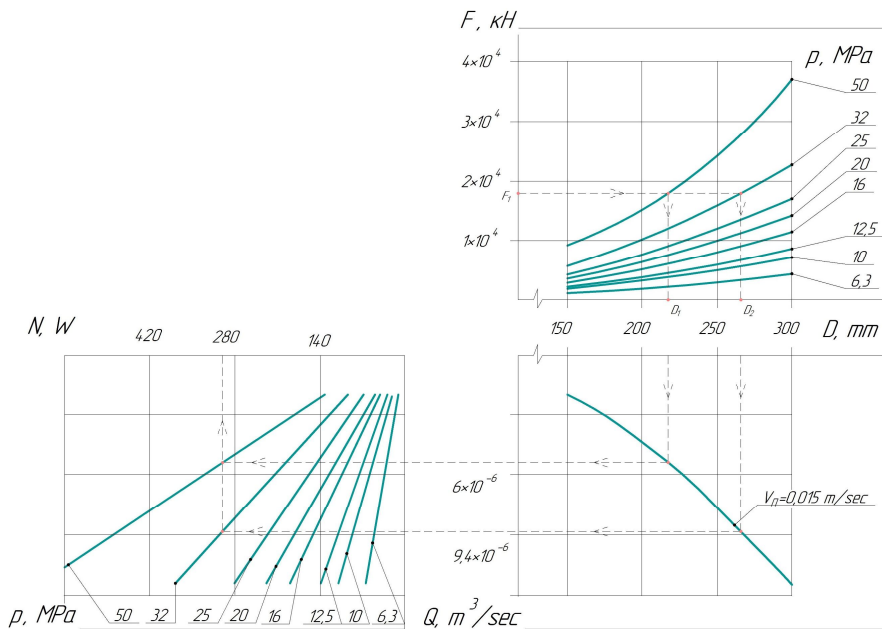 F, кН
4×10⁴
3×10⁴
2×10⁴
1×10⁴
F₁
p, MPa
50
32
25
20
16
12,5
10
6,3
D₁
D₂
150
200
250
300
D, mm
N, W
420
280
140
6×10⁻⁶
9,4×10⁻⁶
Vп=0,015 m/sec
p, MPa
50
32
25
20
16
12,5
10
6,3
Q, m³/sec